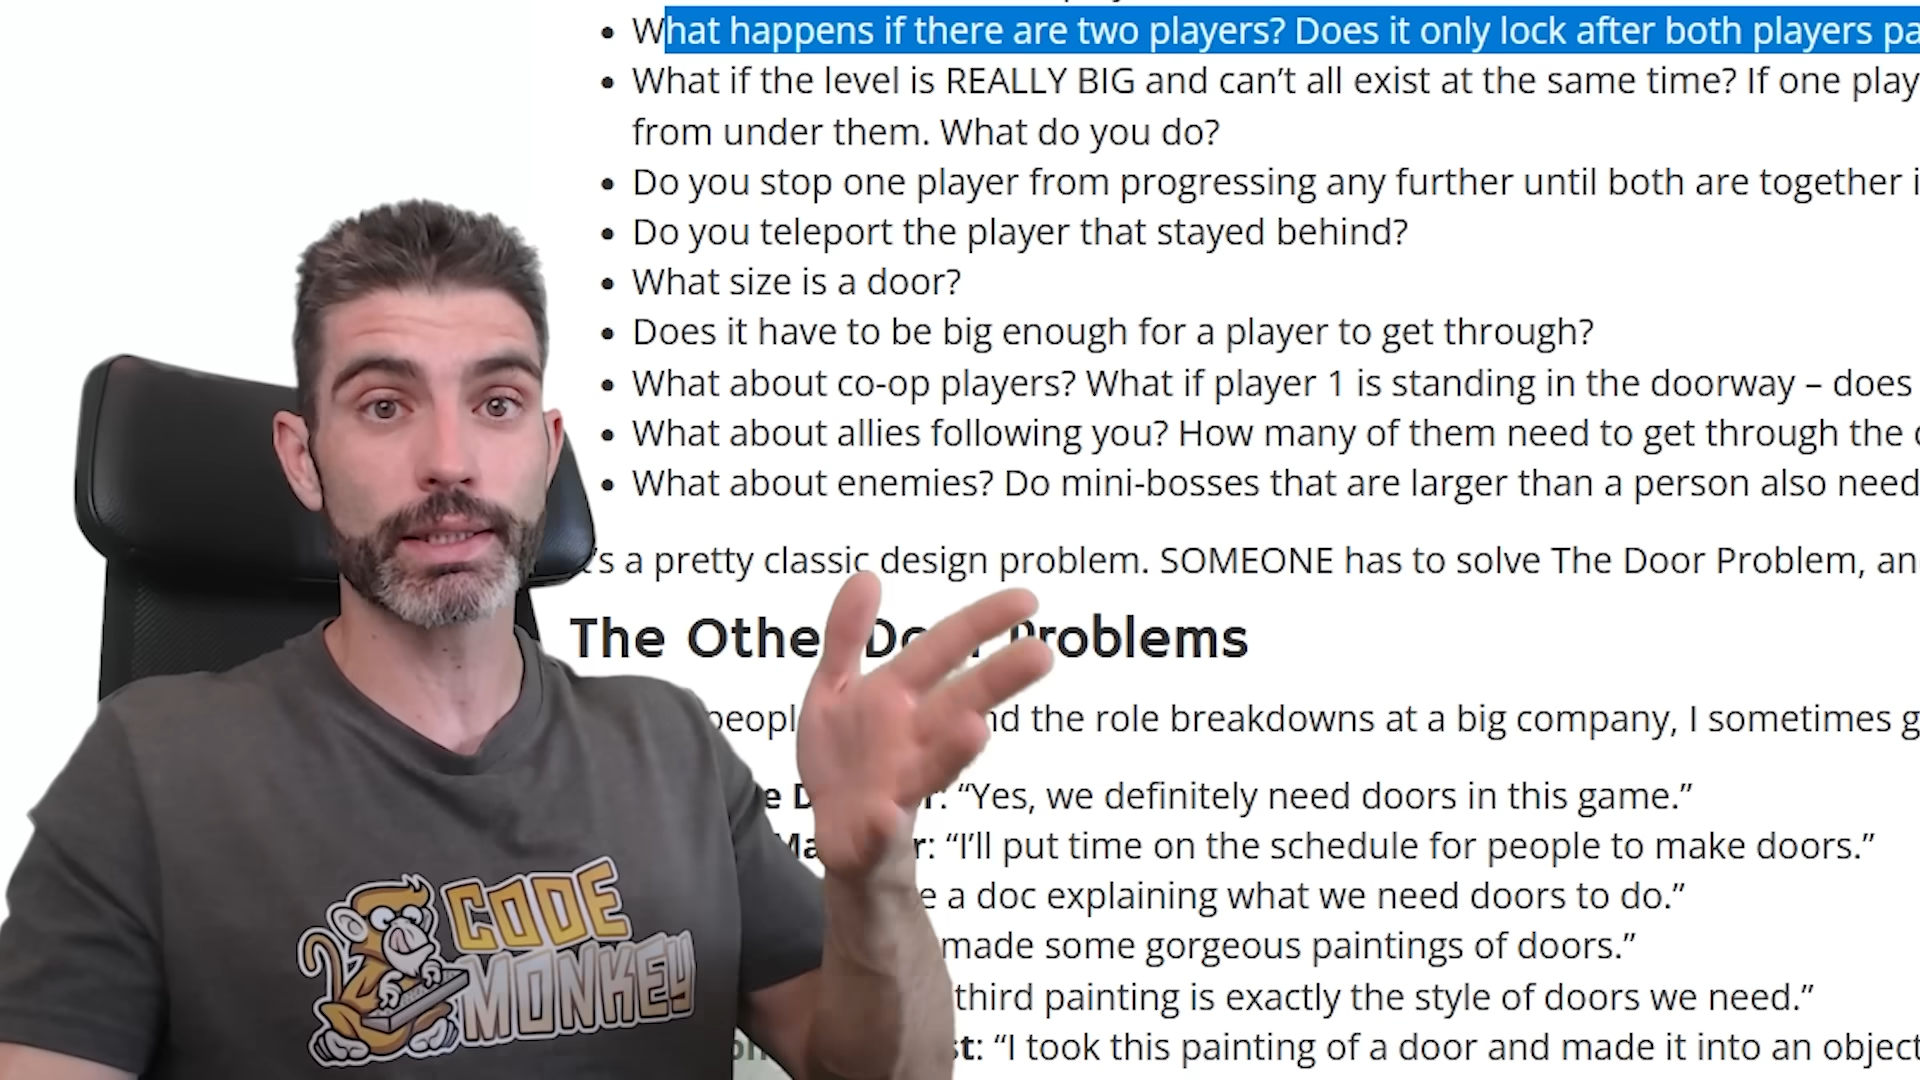 What happens if there are two players? Does it only lock after both players
What if the level is REALLY BIG and can’t all exist at the same time? If one
from under them. What do you do?
Do you stop one player from progressing any further until both are together
Do you teleport the player that stayed behind?
What size is a door?
Does it have to be big enough for a player to get through?
What about co-op players? What if player 1 is standing in the doorway – does
What about allies following you? How many of them need to get through the
What about enemies? Do mini-bosses that are larger than a person also need
’s a pretty classic design problem. SOMEONE has to solve The Door Problem,
The Problems
the role breakdowns at a big company, I sometimes
“Yes, we definitely need doors in this game.”
“I’ll put time on the schedule for people to make doors.”
a doc explaining what we need doors to do.”
made some gorgeous paintings of doors.”
third painting is exactly the style of doors we need.”
“I took this painting of a door and made it into an
CODE
MONKEY